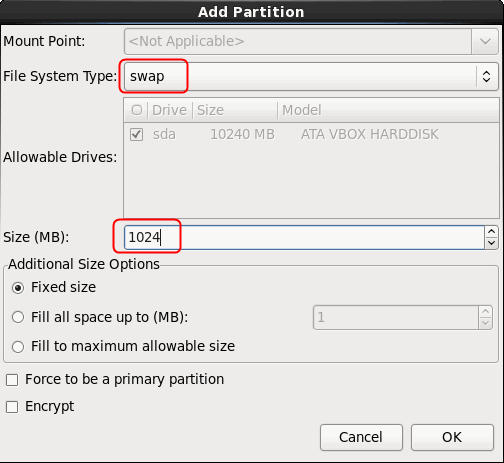 Add Partition
Mount Point: <Not Applicable>
File System Type: swap
Drive Size Model
sda 10240 MB ATA VBOX HARDDISK
Allowable Drives:
Size (MB): 1024
Additional Size Options
Fixed size
Fill all space up to (MB): 1
Fill to maximum allowable size
Force to be a primary partition
Encrypt
Cancel OK